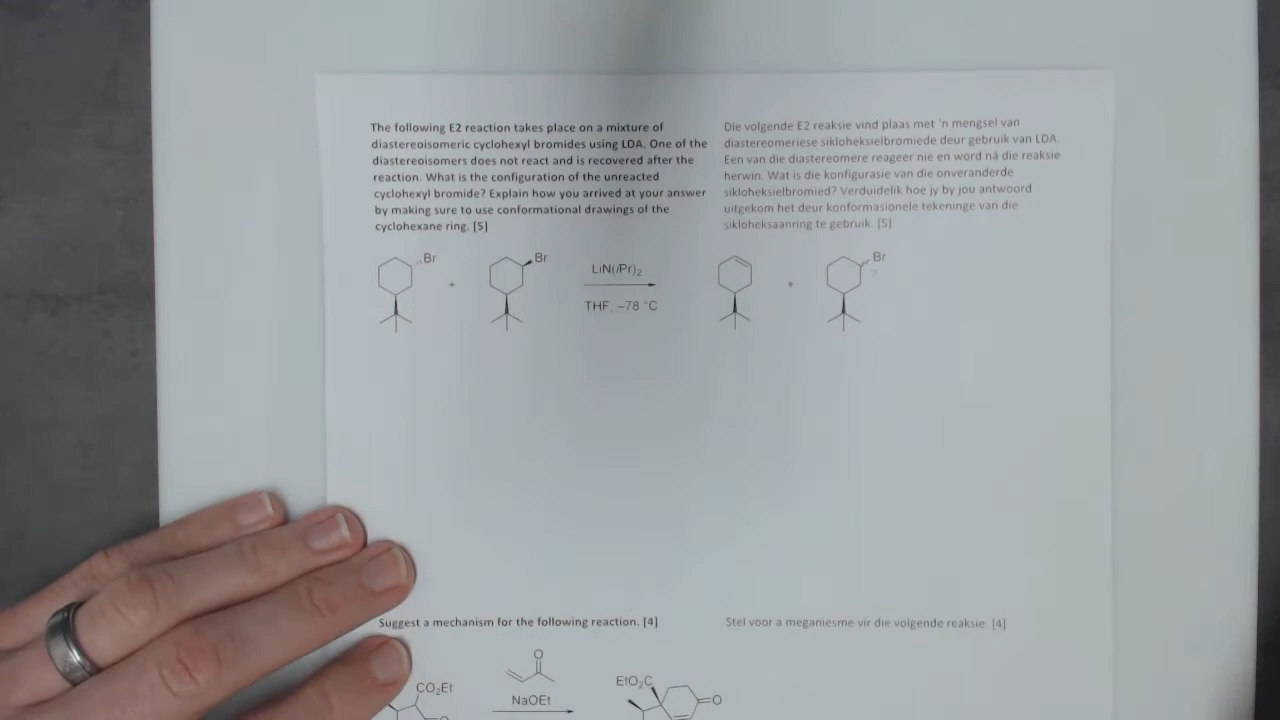 The following E2 reaction takes place on a mixture of
diastereoisomeric cyclohexyl bromides using LDA. One of the
diastereoisomers does not react and is recovered after the
reaction. What is the configuration of the unreacted
cyclohexyl bromide? Explain how you arrived at your answer
by making sure to use conformational drawings of the
cyclohexane ring. [5]
Die volgende E2 reaksie vind plaas met 'n mengsel van
diastereomeriese sikloheksielbromiede deur gebruik van LDA.
Een van die diastereomere reageer nie en word ná die reaksie
herwin. Wat is die konfigurasie van die onveranderde
sikloheksielbromied? Verduidelik hoe jy by jou antwoord
uitgekom het deur konformasionele tekeninge van die
sikloheksaanring te gebruik. [5]
Br
+
Br
LiN(iPr)2
THF, –78 °C
+
Br
?
Suggest a mechanism for the following reaction. [4]
Stel voor a meganiesme vir die volgende reaksie. [4]
O
CO2Et
NaOEt
EtO2C
O